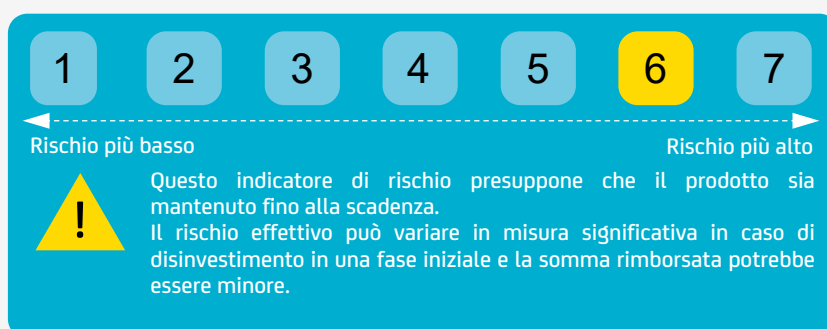 1 2 3 4 5 6 7
Rischio più basso Rischio più alto
!
Questo indicatore di rischio presuppone che il prodotto sia
mantenuto fino alla scadenza.
Il rischio effettivo può variare in misura significativa in caso di
disinvestimento in una fase iniziale e la somma rimborsata potrebbe
essere minore.